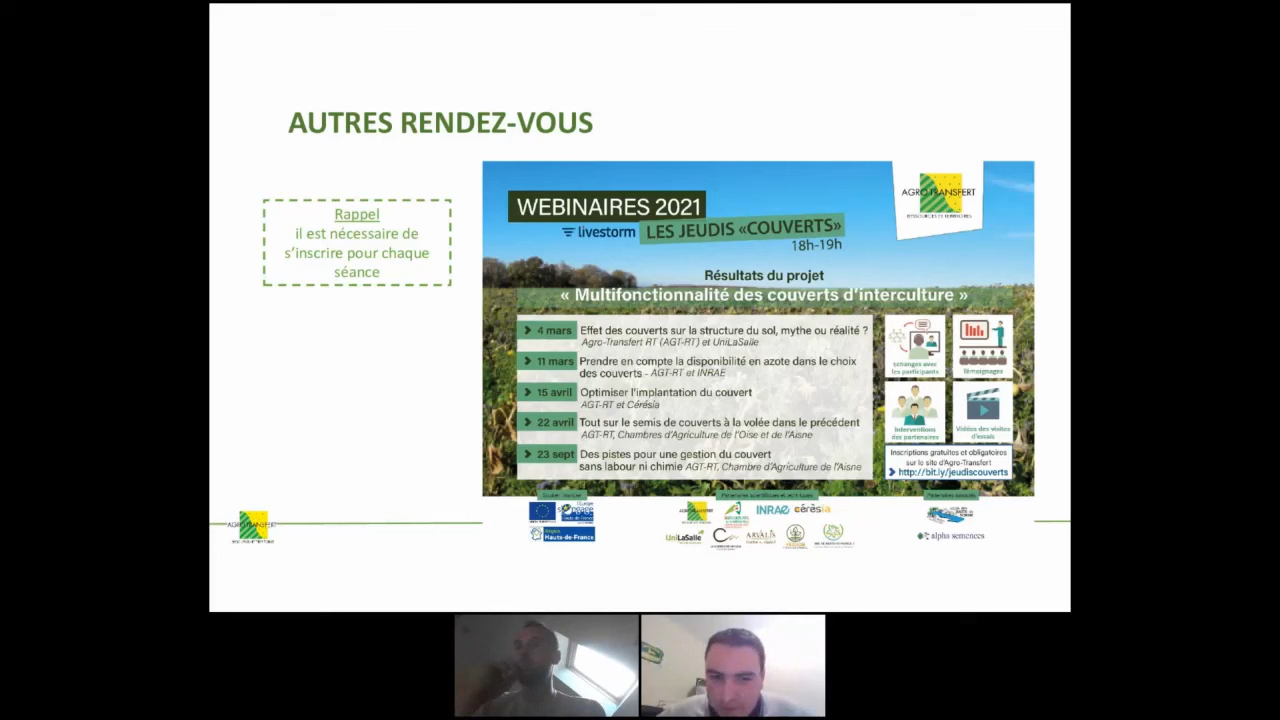 AUTRES RENDEZ-VOUS
Rappel
il est nécessaire de
s'inscrire pour chaque
séance
WEBINAIRES 2021
livestorm
LES JEUDIS «COUVERTS»
18h-19h
AGRO TRANSFERT
RESSOURCES ET TERRITOIRES
Résultats du projet
« Multifonctionnalité des couverts d'interculture »
4 mars Effet des couverts sur la structure du sol, mythe ou réalité ?
Agro-Transfert RT (AGT-RT) et UniLaSalle
11 mars Prendre en compte la disponibilité en azote dans le choix
des couverts - AGT-RT et INRAE
15 avril Optimiser l'implantation du couvert
AGT-RT et Cérésia
22 avril Tout sur le semis de couverts à la volée dans le précédent
AGT-RT, Chambres d'Agriculture de l'Oise et de l'Aisne
23 sept Des pistes pour une gestion du couvert
sans labour ni chimie AGT-RT, Chambre d'Agriculture de l'Aisne
Echanges avec
les participants
Témoignages
Interventions
des partenaires
Vidéos des visites
d'essais
Inscriptions gratuites et obligatoires
sur le site d'Agro-Transfert
http://bit.ly/jeudiscouverts
AGRO TRANSFERT
Hauts-de-France
INRAE
cérèsia
UniLaSalle
ARVALIS
alpha semences